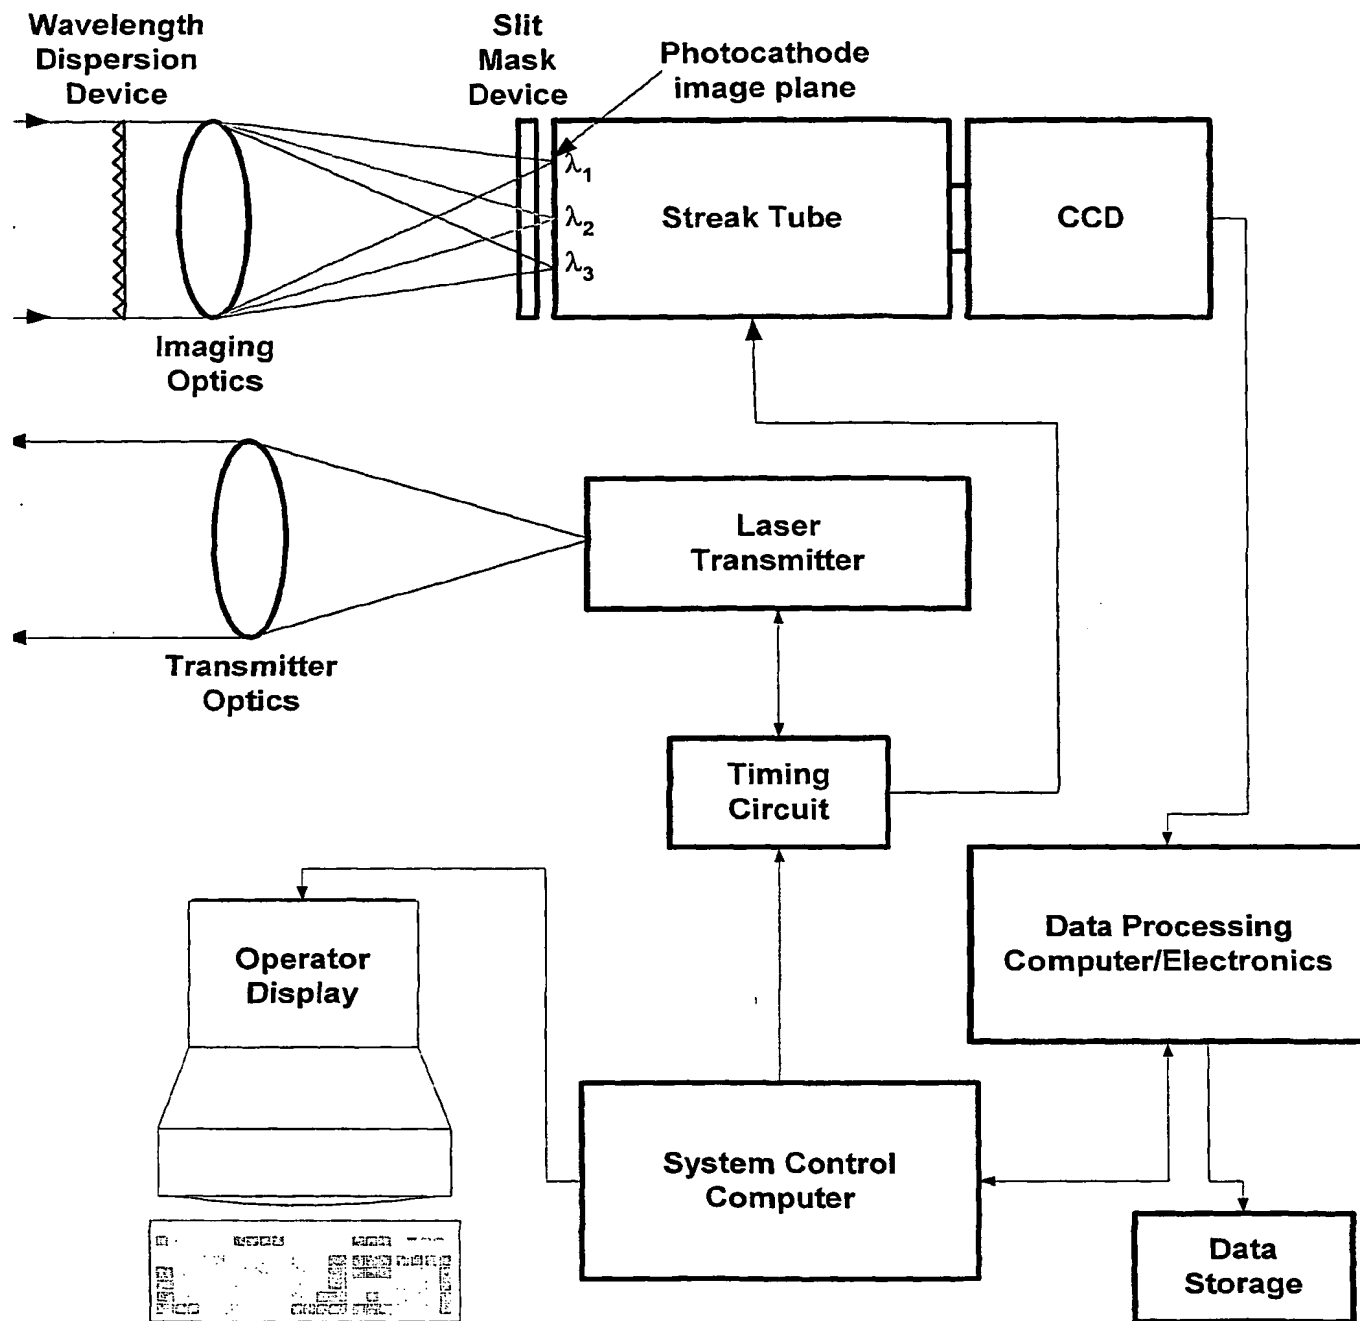 Wavelength
Dispersion
Device
Slit
Mask
Device
Photocathode
image plane
λ1
λ2
λ3
Streak Tube
CCD
Imaging
Optics
Laser
Transmitter
Transmitter
Optics
Timing
Circuit
Operator
Display
Data Processing
Computer/Electronics
System Control
Computer
Data
Storage